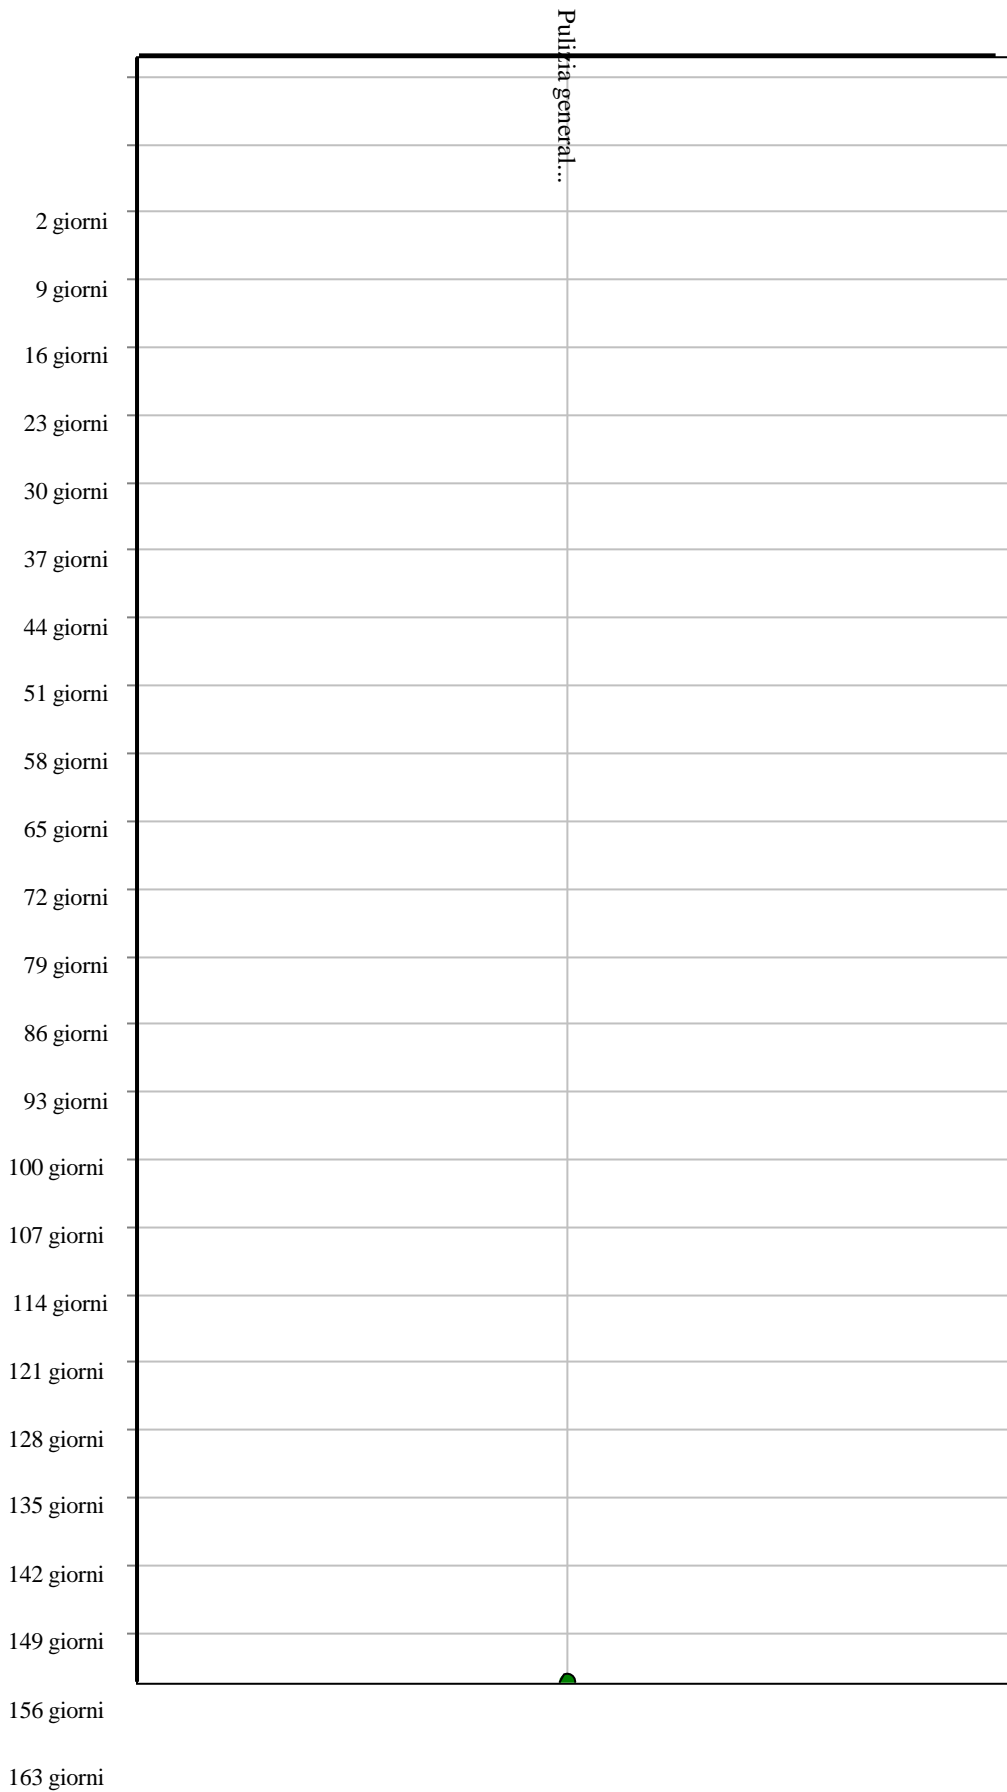 Pulizia general...
2 giorni
9 giorni
16 giorni
23 giorni
30 giorni
37 giorni
44 giorni
51 giorni
58 giorni
65 giorni
72 giorni
79 giorni
86 giorni
93 giorni
100 giorni
107 giorni
114 giorni
121 giorni
128 giorni
135 giorni
142 giorni
149 giorni
156 giorni
163 giorni